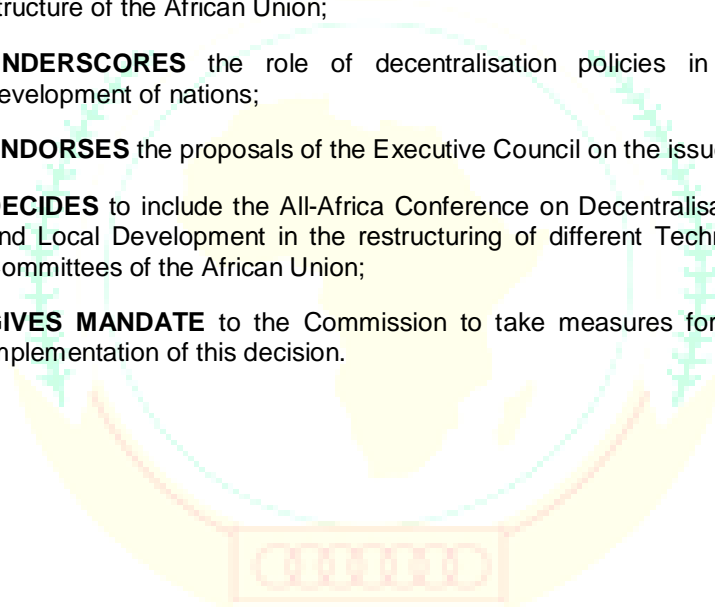 tructure of the African Union;
NDERSCORES the role of decentralisation policies in
evelopment of nations;
NDORSES the proposals of the Executive Council on the issue
ECIDES to include the All-Africa Conference on Decentralisa
nd Local Development in the restructuring of different Techn
ommittees of the African Union;
IVES MANDATE to the Commission to take measures for
mplementation of this decision.